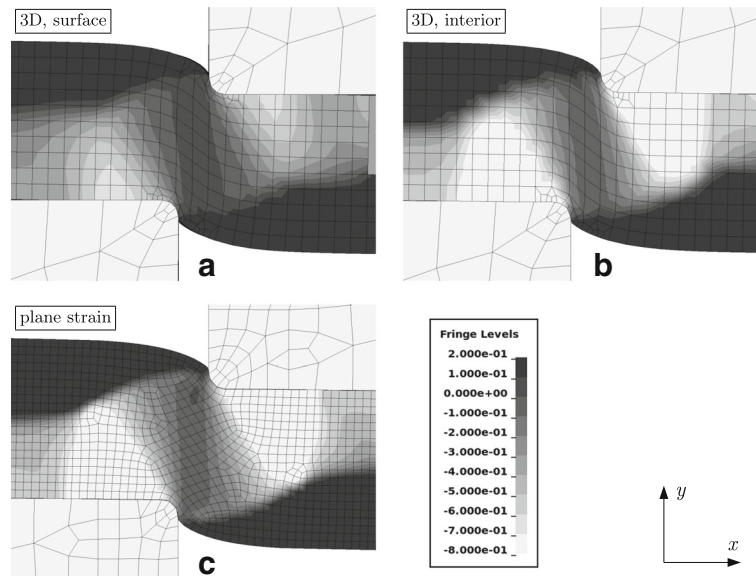 3D, surface
3D, interior
a
b
plane strain
c
Fringe Levels
2.000e-01
1.000e-01
0.000e+00
-1.000e-01
-2.000e-01
-3.000e-01
-4.000e-01
-5.000e-01
-6.000e-01
-7.000e-01
-8.000e-01
y
x